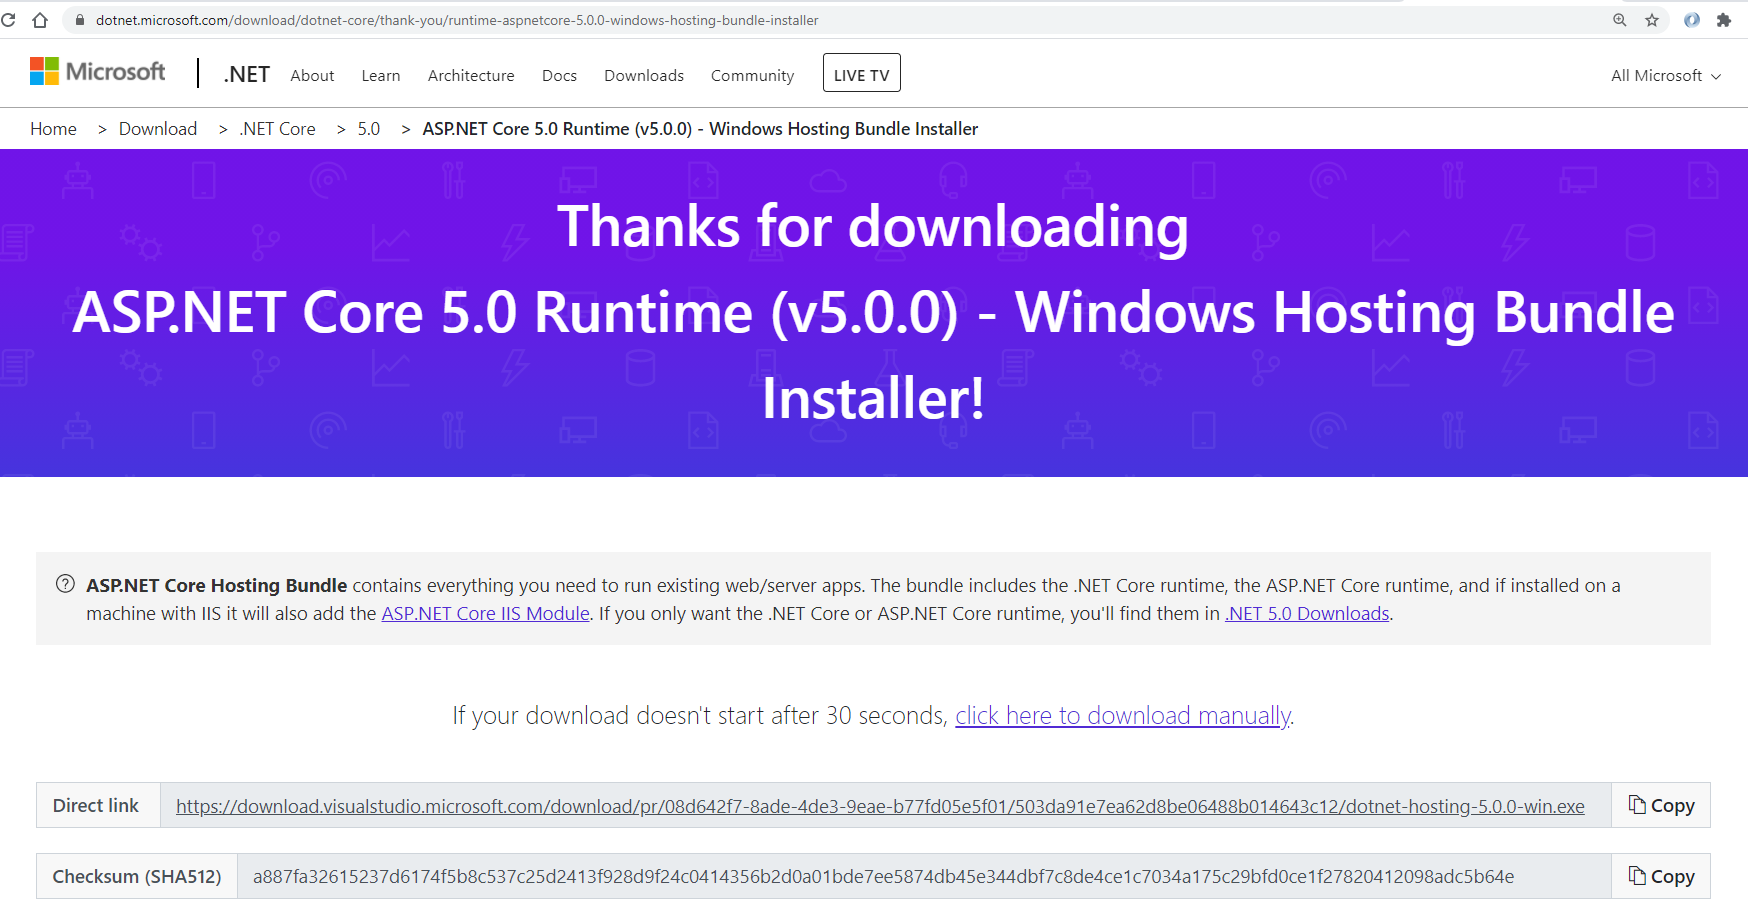 dotnet.microsoft.com/download/dotnet-core/thank-you/runtime-aspnetcore-5.0.0-windows-hosting-bundle-installer
Microsoft .NET About Learn Architecture Docs Downloads Community LIVE TV All Microsoft
Home > Download > .NET Core > 5.0 > ASP.NET Core 5.0 Runtime (v5.0.0) - Windows Hosting Bundle Installer
Thanks for downloading
ASP.NET Core 5.0 Runtime (v5.0.0) - Windows Hosting Bundle
Installer!
ASP.NET Core Hosting Bundle contains everything you need to run existing web/server apps. The bundle includes the .NET Core runtime, the ASP.NET Core runtime, and if installed on a
machine with IIS it will also add the ASP.NET Core IIS Module. If you only want the .NET Core or ASP.NET Core runtime, you'll find them in .NET 5.0 Downloads.
If your download doesn't start after 30 seconds, click here to download manually.
Direct link https://download.visualstudio.microsoft.com/download/pr/08d642f7-8ade-4de3-9eae-b77fd05e5f01/503da91e7ea62d8be06488b014643c12/dotnet-hosting-5.0.0-win.exe Copy
Checksum (SHA512) a887fa32615237d6174f5b8c537c25d2413f928d9f24c0414356b2d0a01bde7ee5874db45e344dbf7c8de4ce1c7034a175c29bfd0ce1f27820412098adc5b64e Copy